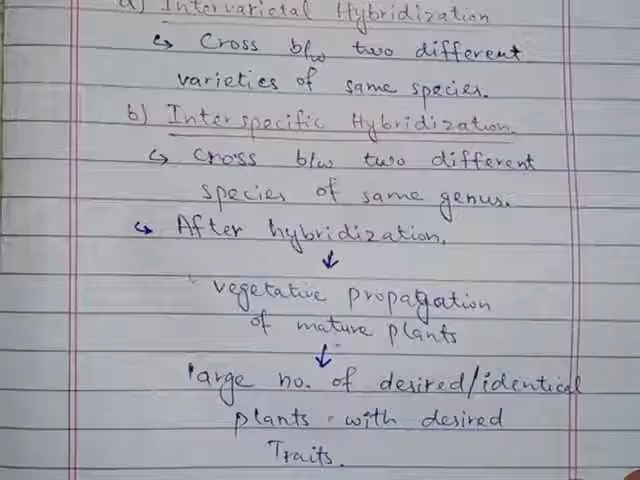 a) Intervarietal Hybridization
↳ Cross b/w two different
varieties of same species.
b) Interspecific Hybridization.
↳ Cross b/w two different
species of same genus.
↳ After hybridization.
↓
vegetative propagation
of mature plants
↓
large no. of desired/identical
plants with desired
Traits.